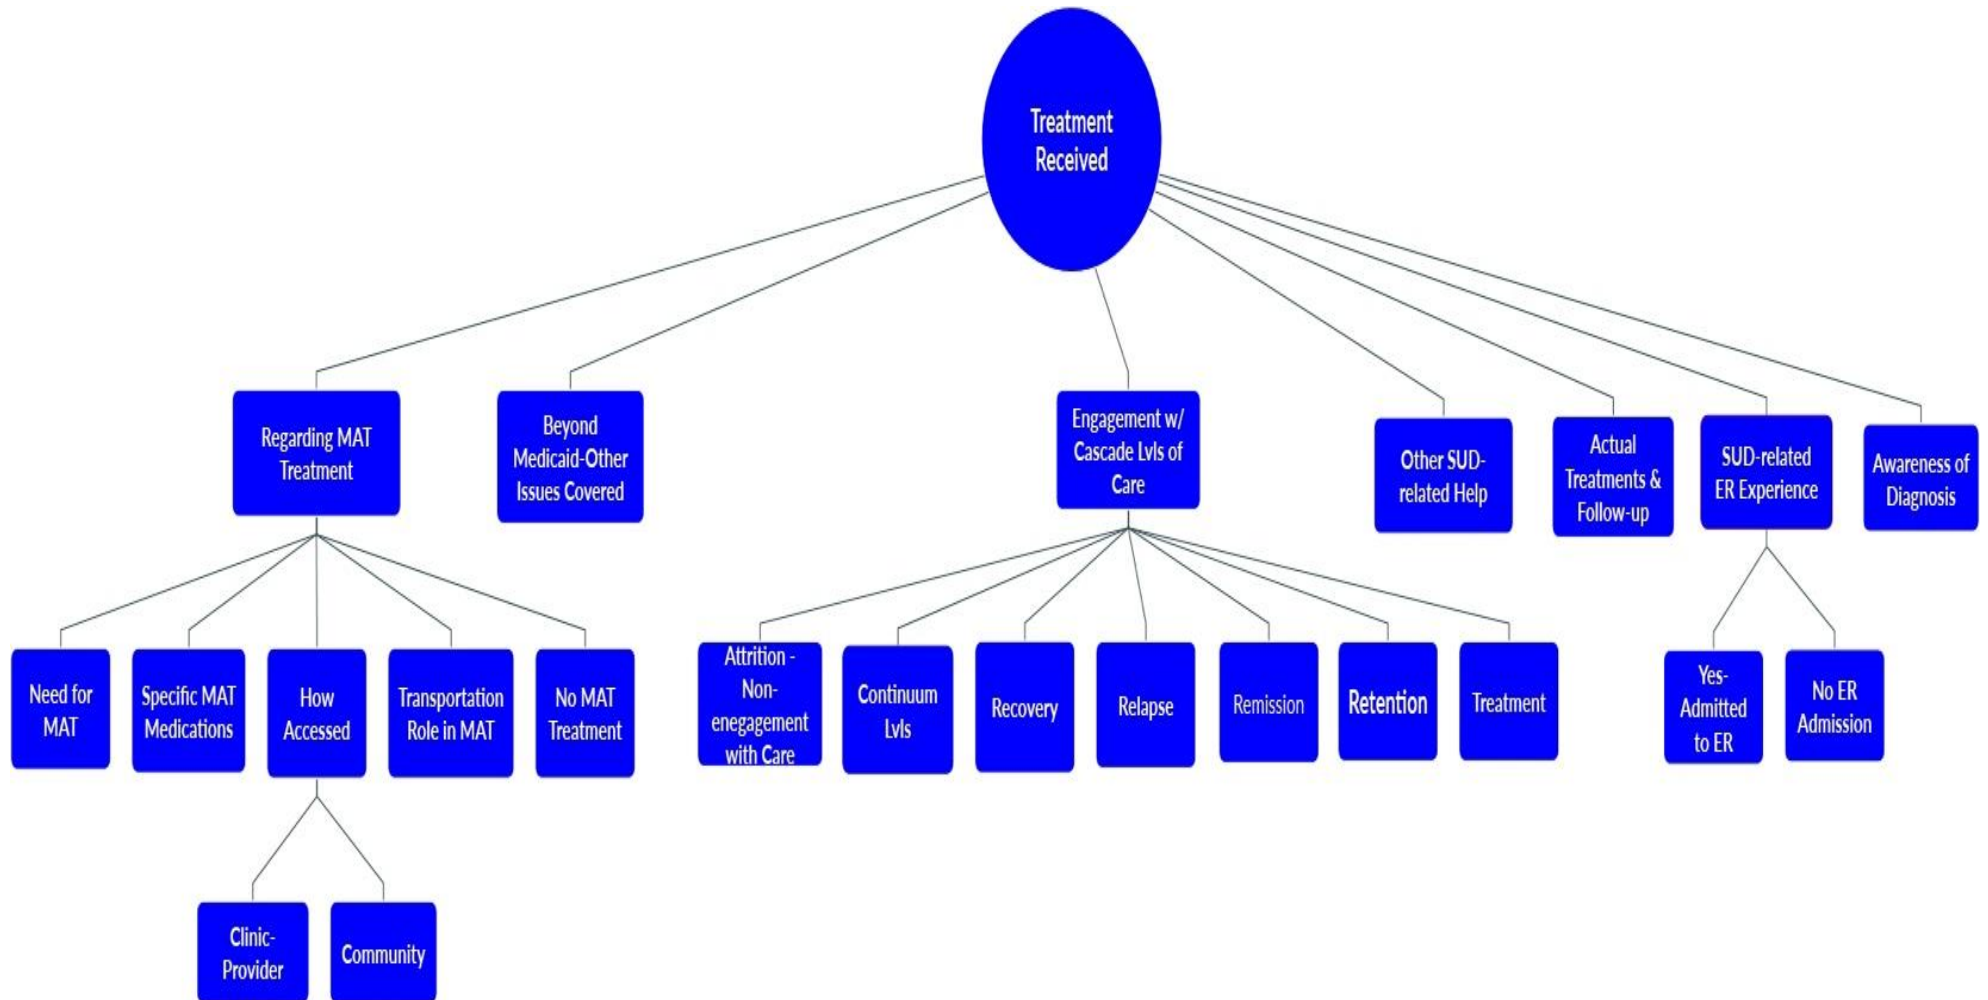 Treatment
Received
Regarding MAT
Treatment
Beyond
Medicaid-Other
Issues Covered
Engagement w/
Cascade Lvls of
Care
Other SUD-
related Help
Actual
Treatments &
Follow-up
SUD-related
ER Experience
Awareness of
Diagnosis
Need for
MAT
Specific MAT
Medications
How
Accessed
Transportation
Role in MAT
No MAT
Treatment
Attrition -
Non-
enegagement
with Care
Continuum
Lvls
Recovery
Relapse
Remission
Retention
Treatment
Yes-
Admitted
to ER
No ER
Admission
Clinic-
Provider
Community